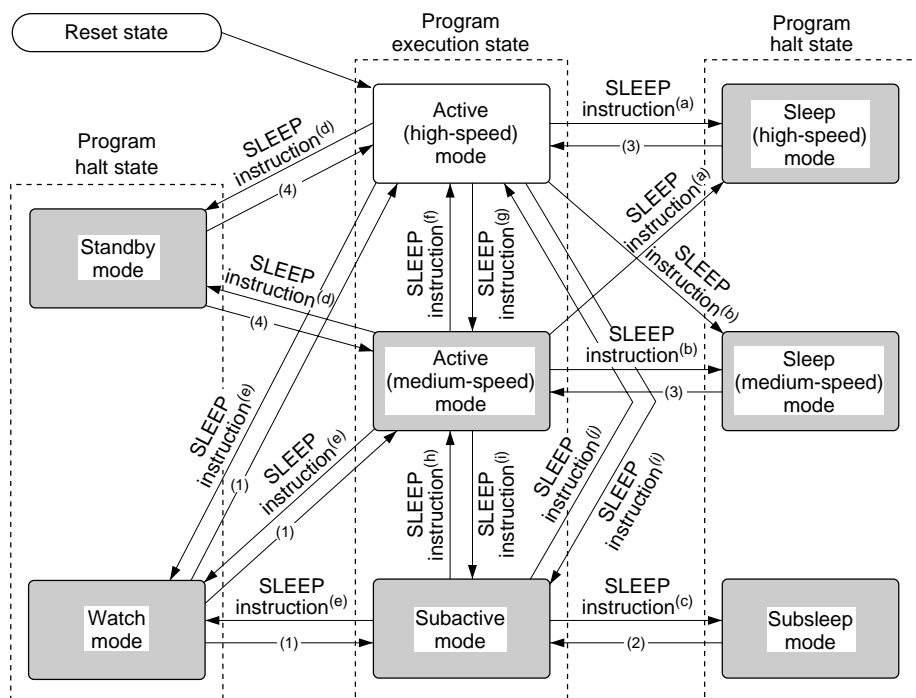 Reset state
Program
execution state
Program
halt state
Program
halt state
Active
(high-speed)
mode
SLEEP
instruction(a)
(3)
Sleep
(high-speed)
mode
SLEEP
instruction(d)
(4)
Standby
mode
SLEEP
instruction(d)
(4)
SLEEP
instruction(f)
SLEEP
instruction(g)
SLEEP
instruction(a)
SLEEP
instruction(b)
Active
(medium-speed)
mode
SLEEP
instruction(b)
(3)
Sleep
(medium-speed)
mode
SLEEP
instruction(e)
(1)
SLEEP
instruction(e)
(1)
SLEEP
instruction(h)
SLEEP
instruction(i)
SLEEP
instruction(j)
SLEEP
instruction(i)
Watch
mode
SLEEP
instruction(e)
(1)
Subactive
mode
SLEEP
instruction(c)
(2)
Subsleep
mode